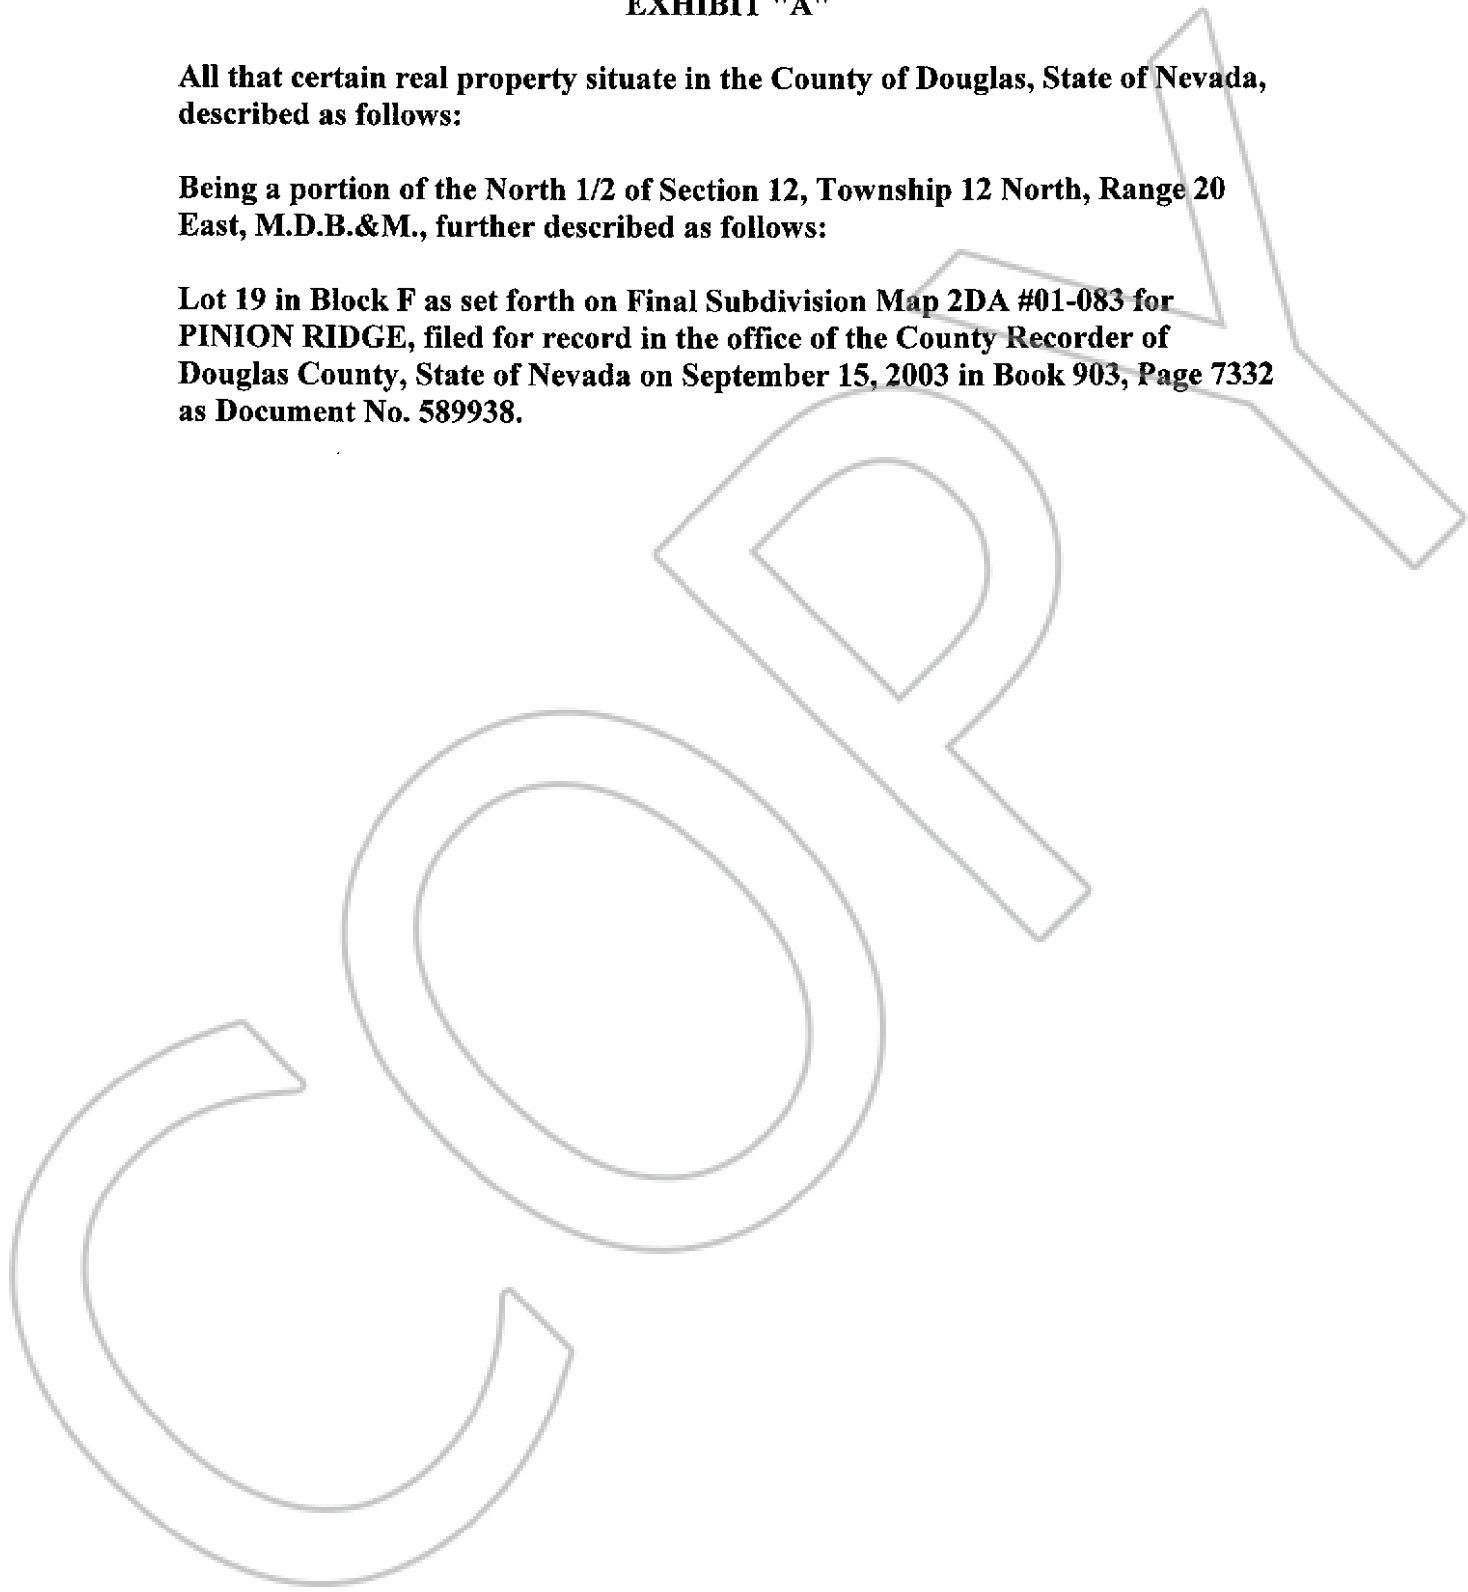 EXHIBIT "A"
All that certain real property situate in the County of Douglas, State of Nevada,
described as follows:
Being a portion of the North 1/2 of Section 12, Township 12 North, Range 20
East, M.D.B.&M., further described as follows:
Lot 19 in Block F as set forth on Final Subdivision Map 2DA #01-083 for
PINION RIDGE, filed for record in the office of the County Recorder of
Douglas County, State of Nevada on September 15, 2003 in Book 903, Page 7332
as Document No. 589938.
COPY